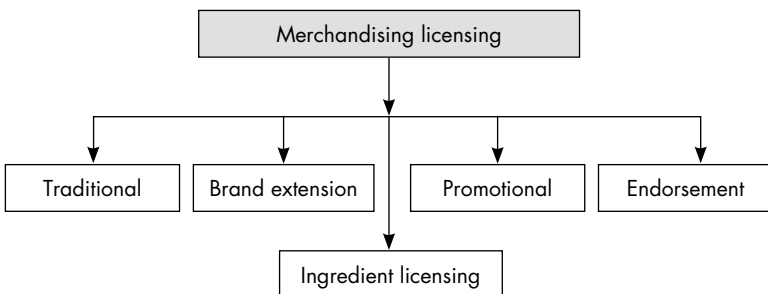 Merchandising licensing
Traditional
Brand extension
Promotional
Endorsement
Ingredient licensing